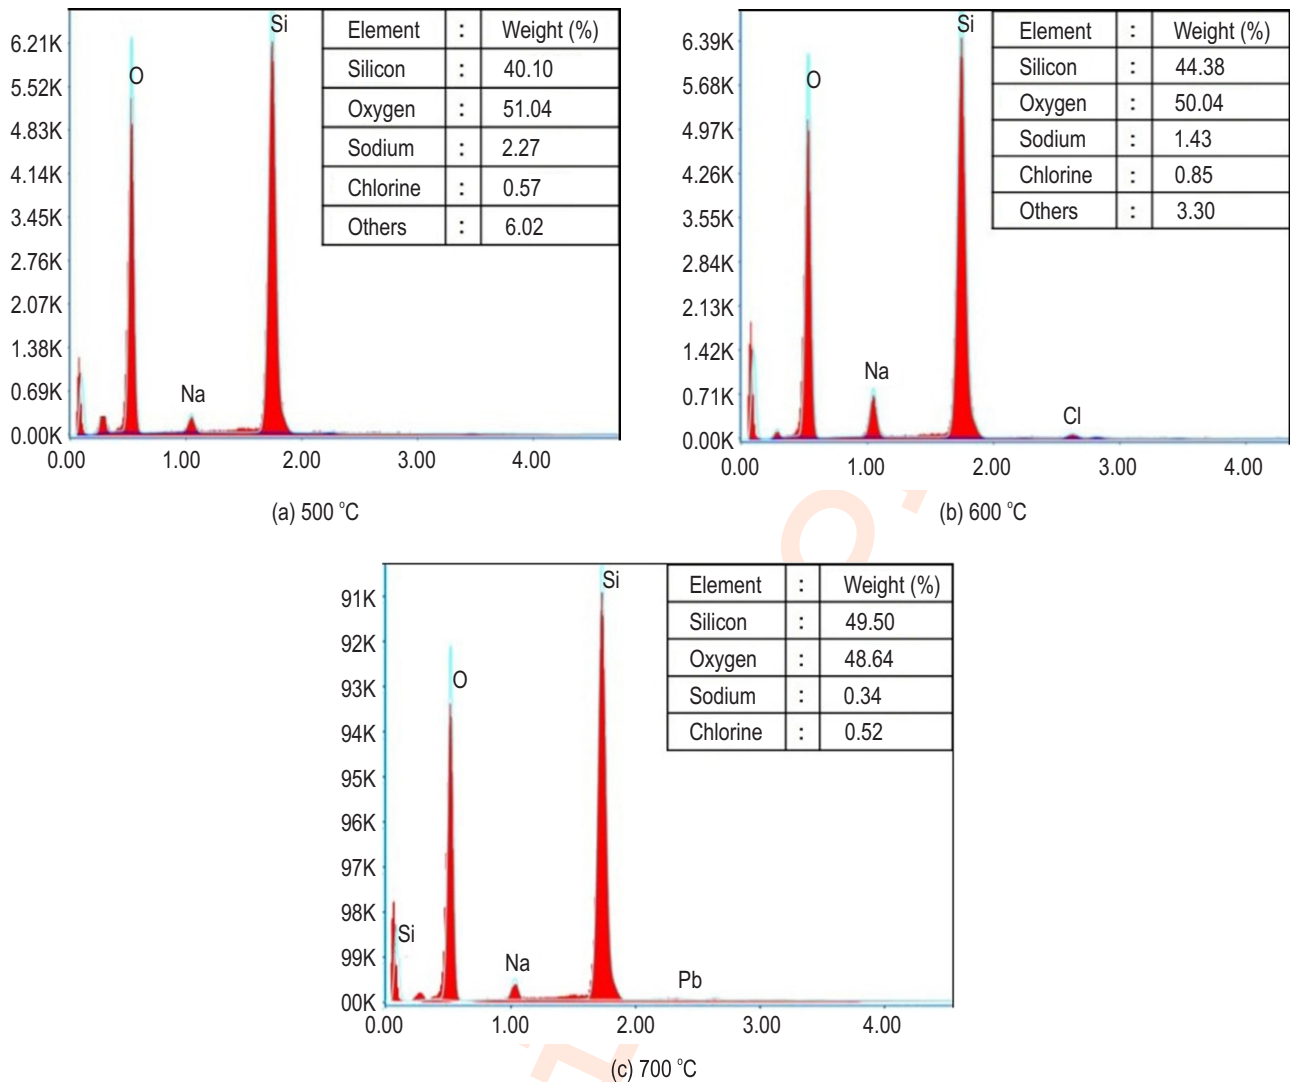 Si
O
Na
6.21K
5.52K
4.83K
4.14K
3.45K
2.76K
2.07K
1.38K
0.69K
0.00K
0.00 1.00 2.00 3.00 4.00
Element : Weight (%)
Silicon : 40.10
Oxygen : 51.04
Sodium : 2.27
Chlorine : 0.57
Others : 6.02
(a) 500 °C
Si
O
Na
Cl
6.39K
5.68K
4.97K
4.26K
3.55K
2.84K
2.13K
1.42K
0.71K
0.00K
0.00 1.00 2.00 3.00 4.00
Element : Weight (%)
Silicon : 44.38
Oxygen : 50.04
Sodium : 1.43
Chlorine : 0.85
Others : 3.30
(b) 600 °C
Si
O
Si
Na
Pb
91K
92K
93K
94K
95K
96K
97K
98K
99K
00K
0.00 1.00 2.00 3.00 4.00
Element : Weight (%)
Silicon : 49.50
Oxygen : 48.64
Sodium : 0.34
Chlorine : 0.52
(c) 700 °C